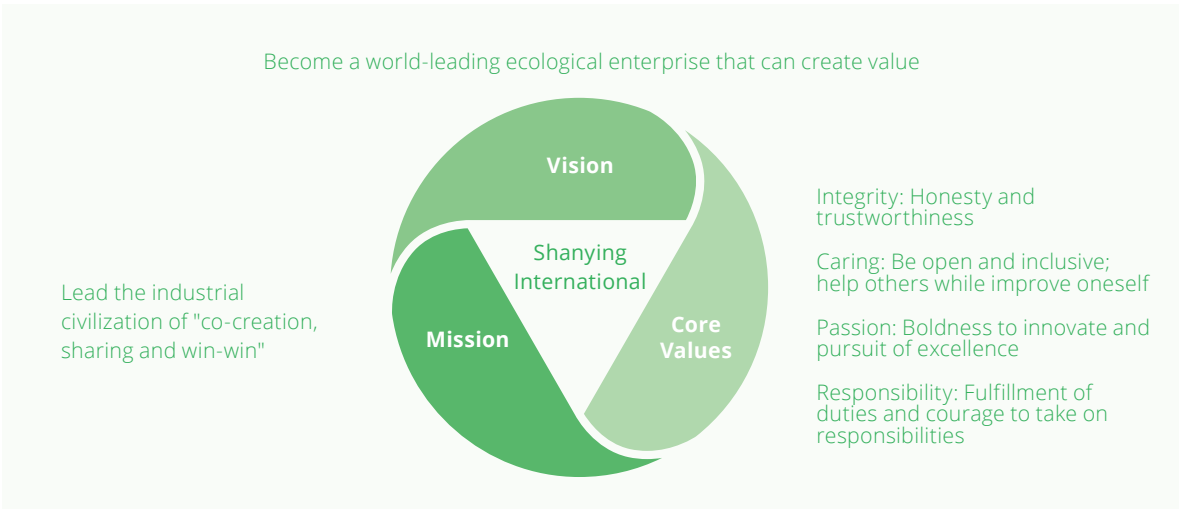 Become a world-leading ecological enterprise that can create value
Vision
Shanying
International
Mission
Core
Values
Lead the industrial
civilization of "co-creation,
sharing and win-win"
Integrity: Honesty and
trustworthiness
Caring: Be open and inclusive;
help others while improve oneself
Passion: Boldness to innovate and
pursuit of excellence
Responsibility: Fulfillment of
duties and courage to take on
responsibilities